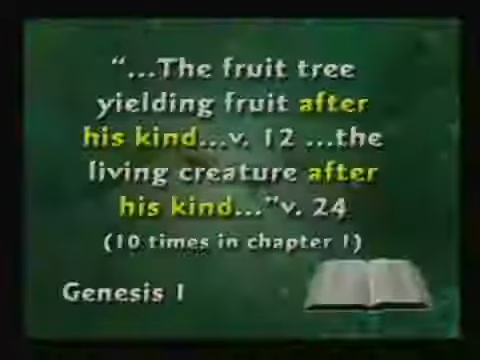 “...The fruit tree
yielding fruit after
his kind...v. 12 ...the
living creature after
his kind...”v. 24
(10 times in chapter 1)
Genesis 1